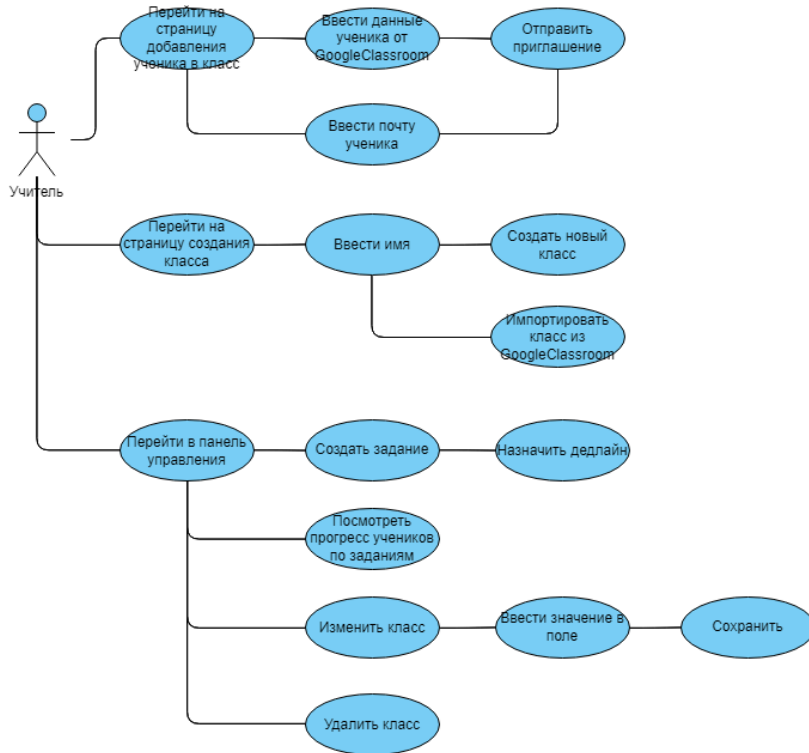 Перейти на
страницу
добавления
ученика в класс
Ввести данные
ученика от
GoogleClassroom
Отправить
приглашение
Ввести почту
ученика
Учитель
Перейти на
страницу создания
класса
Ввести имя
Создать новый
класс
Импортировать
класс из
GoogleClassroom
Перейти в панель
управления
Создать задание
Назначить дедлайн
Посмотреть
прогресс учеников
по заданиям
Изменить класс
Ввести значение в
поле
Сохранить
Удалить класс